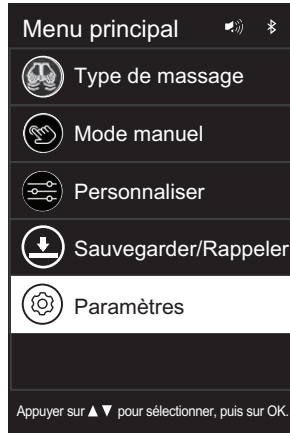 Menu principal
Type de massage
Mode manuel
Personnaliser
Sauvegarder/Rappeler
Paramètres
Appuyer sur ▲▼ pour sélectionner, puis sur OK.